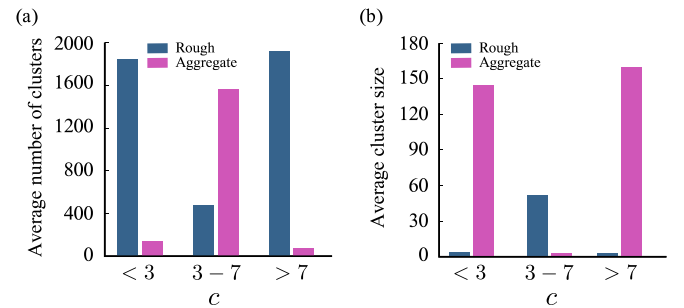 (a)
Average number of clusters
2000
1600
1200
800
400
0
Rough
Aggregate
< 3
3 − 7
> 7
c
(b)
Average cluster size
180
150
120
90
60
30
0
Rough
Aggregate
< 3
3 − 7
> 7
c